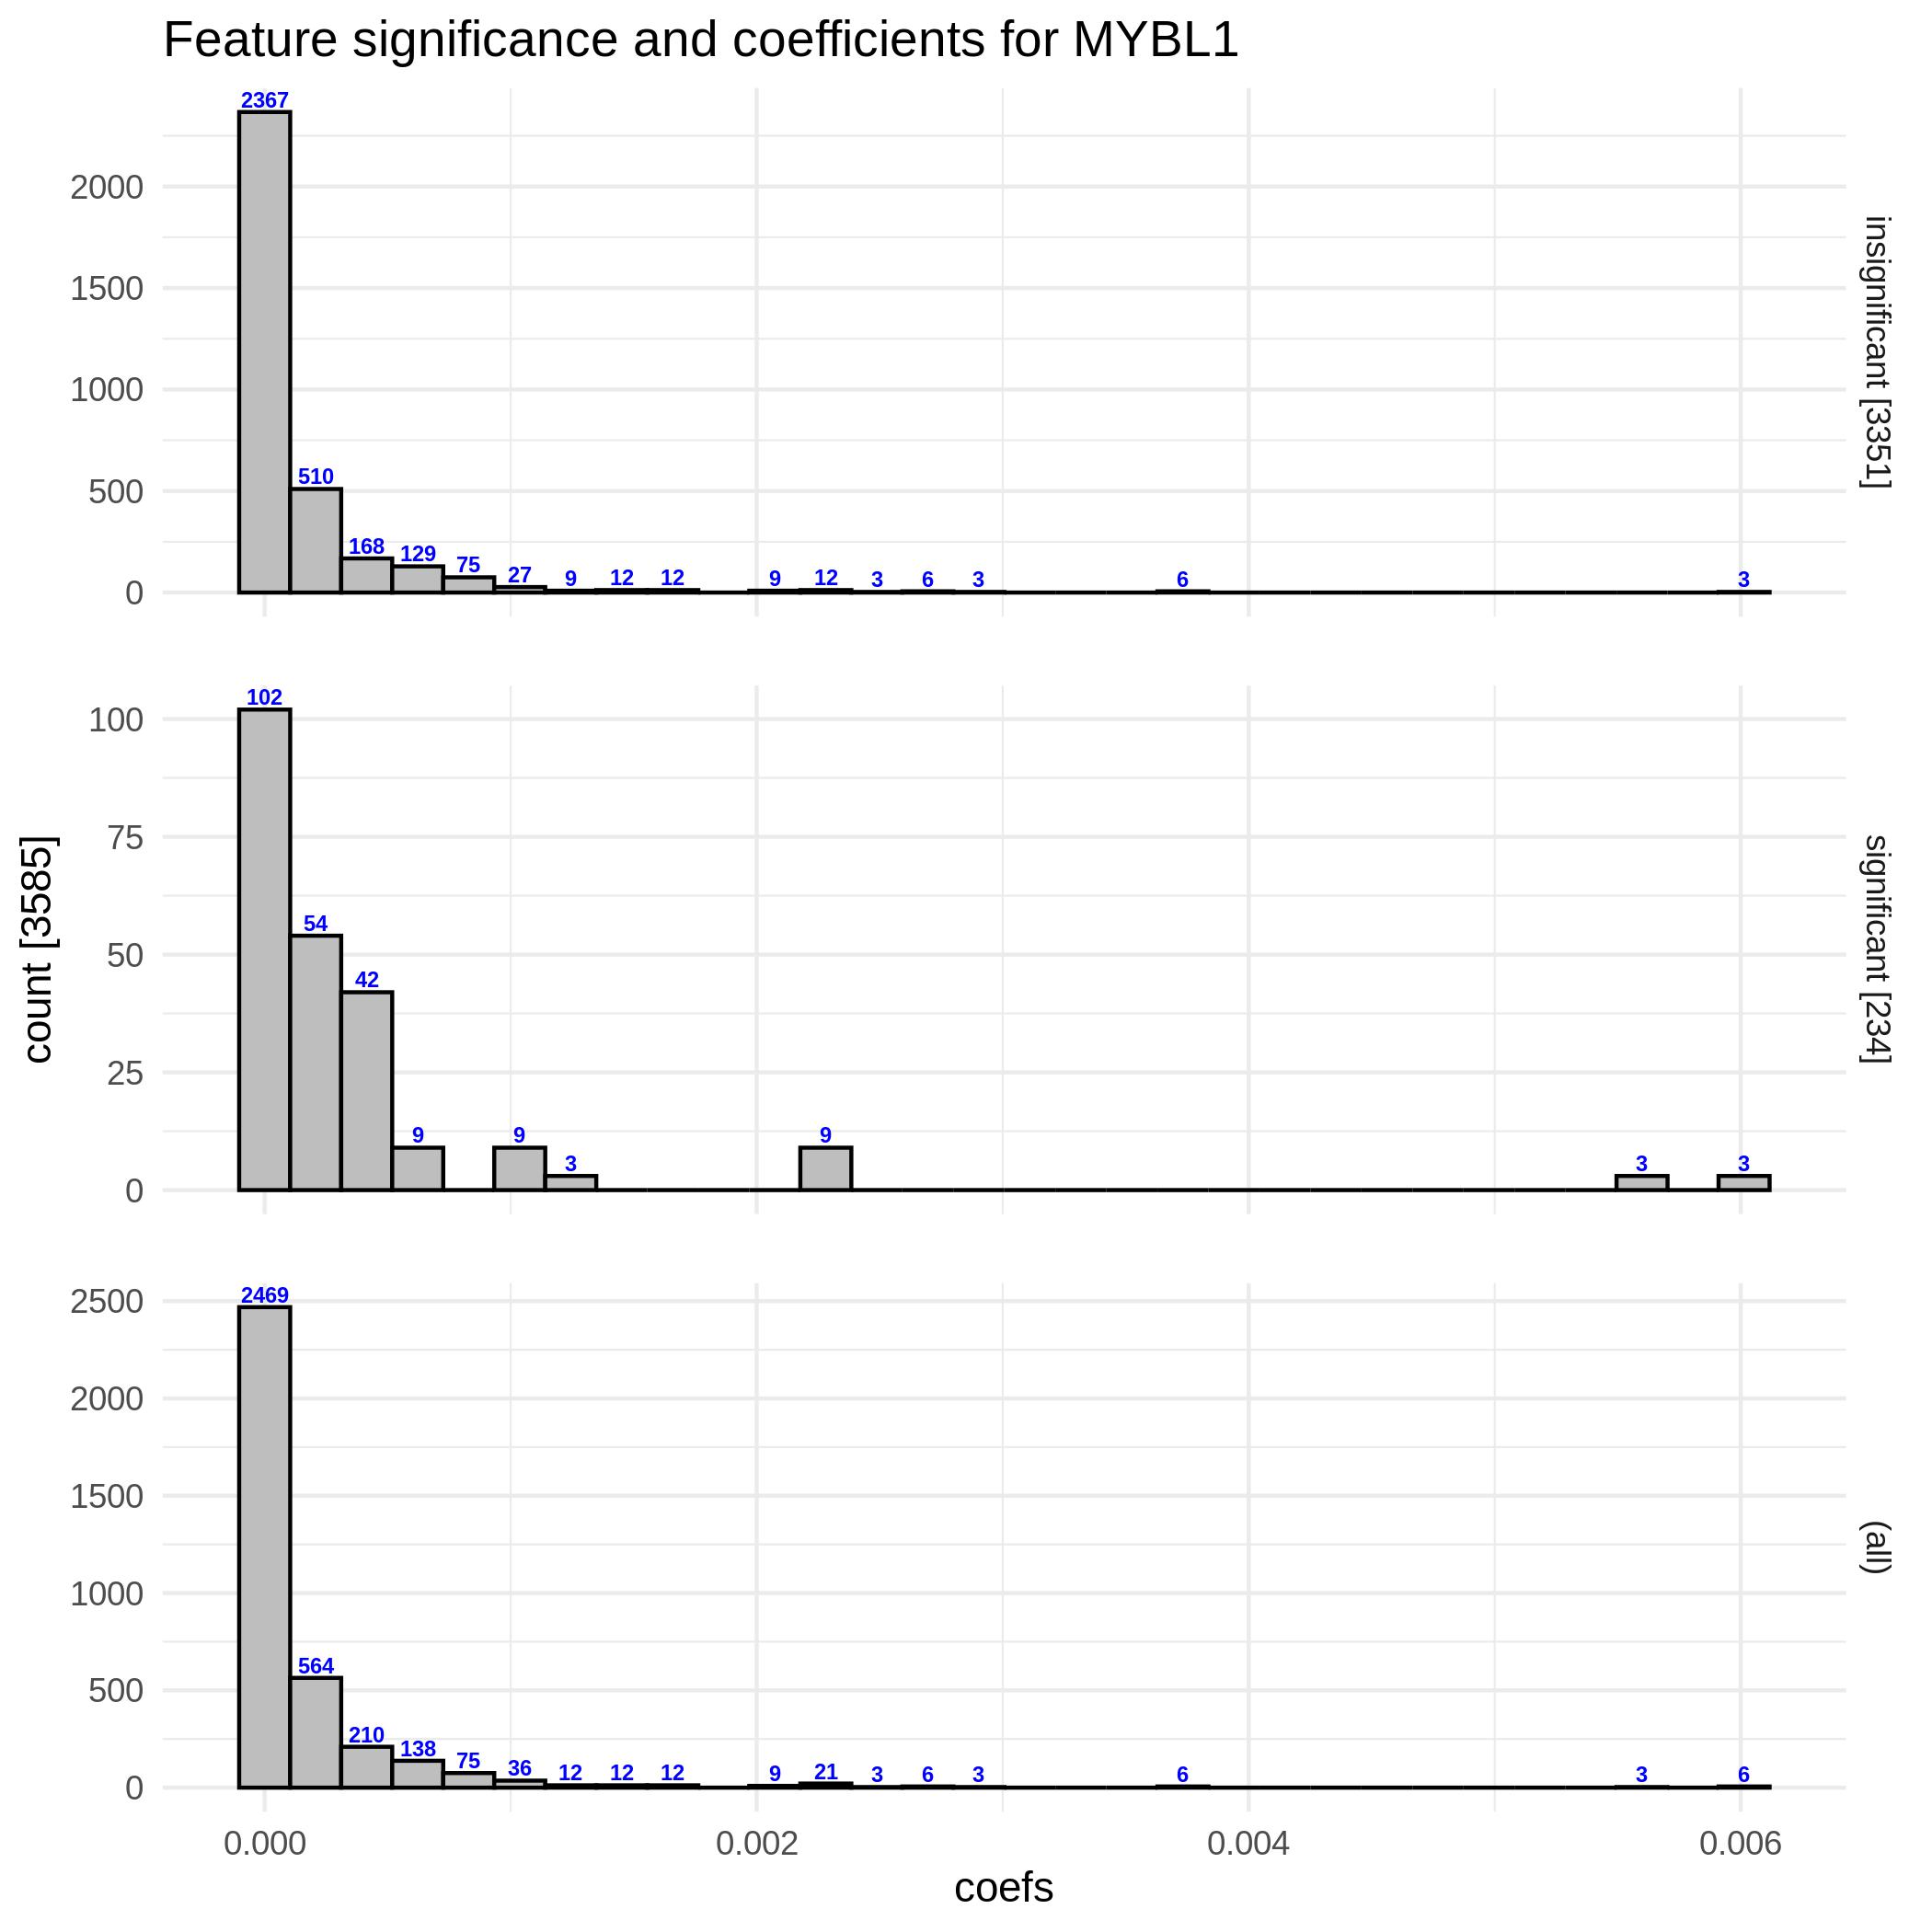 Feature significance and coefficients for MYBL1
2367
2000
1500
1000
500
0
510
168 129 75 27 9 12 12 9 12 3 6 3 6 3
insignificant [3351]
102
100
75
50
25
0
54
42
9 9 3 9 3 3
significant [234]
count [3585]
2469
2500
2000
1500
1000
500
0
564
210 138 75 36 12 12 12 9 21 3 6 3 6 3 6
(all)
0.000 0.002 0.004 0.006
coefs